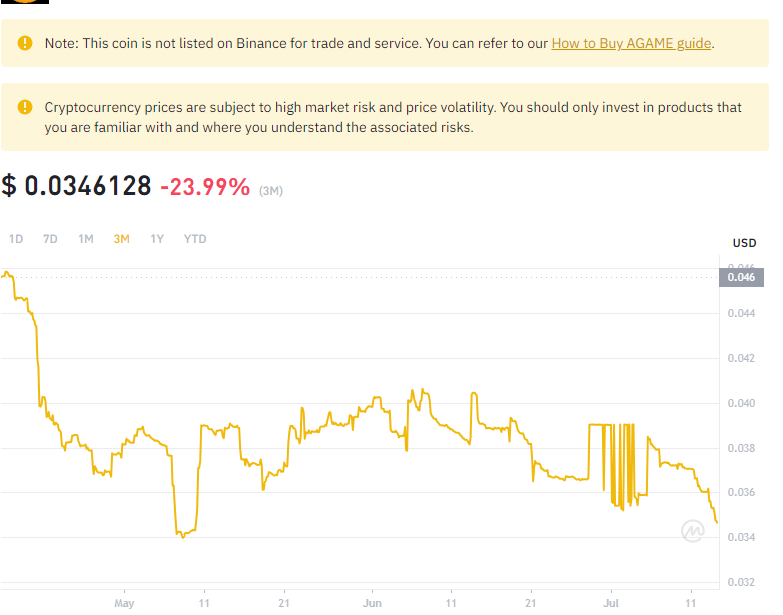 Note: This coin is not listed on Binance for trade and service. You can refer to our How to Buy AGAME guide.
Cryptocurrency prices are subject to high market risk and price volatility. You should only invest in products that
you are familiar with and where you understand the associated risks.
$ 0.0346128 -23.99% (3M)
1D 7D 1M 3M 1Y YTD
USD
0.046
0.046
0.044
0.042
0.040
0.038
0.036
0.034
0.032
May 11 21 Jun 11 21 Jul 11